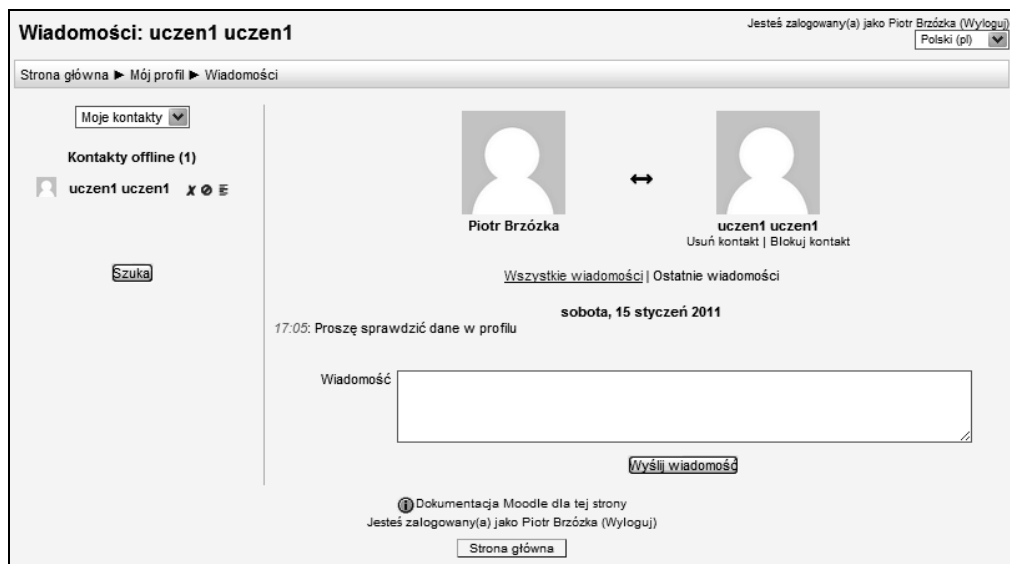 Wiadomości: uczen1 uczen1
Jesteś zalogowany(a) jako Piotr Brzózka (Wyloguj)
Polski (pl)
Strona główna ► Mój profil ► Wiadomości
Moje kontakty
Kontakty offline (1)
uczen1 uczen1
Szukaj
Piotr Brzózka
↔
uczen1 uczen1
Usuń kontakt | Blokuj kontakt
Wszystkie wiadomości | Ostatnie wiadomości
sobota, 15 styczeń 2011
17:05: Proszę sprawdzić dane w profilu
Wiadomość
Wyślij wiadomość
Dokumentacja Moodle dla tej strony
Jesteś zalogowany(a) jako Piotr Brzózka (Wyloguj)
Strona główna